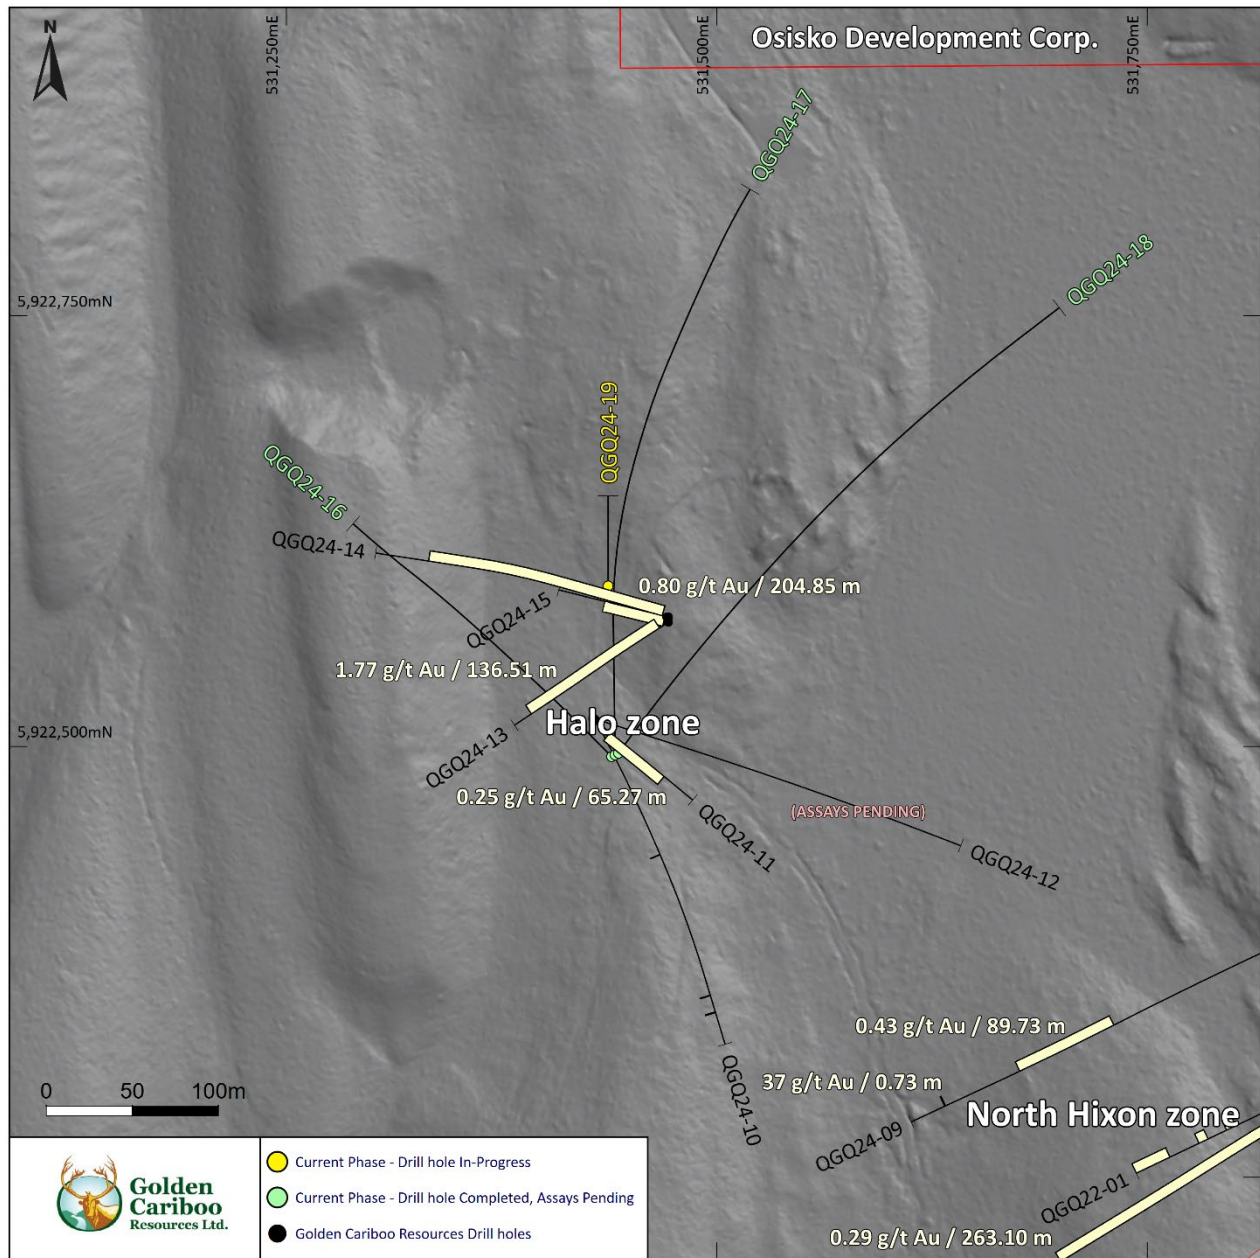 N
531,250mE
531,500mE
531,750mE
Osisko Development Corp.
QGQ24-17
QGQ24-18
5,922,750mN
QGQ24-19
QGQ24-16
QGQ24-14
0.80 g/t Au / 204.85 m
QGQ24-15
1.77 g/t Au / 136.51 m
Halo zone
5,922,500mN
QGQ24-13
0.25 g/t Au / 65.27 m
(ASSAYS PENDING)
QGQ24-11
QGQ24-12
0.43 g/t Au / 89.73 m
37 g/t Au / 0.73 m
QGQ24-10
North Hixon zone
QGQ24-09
QGQ22-01
0.29 g/t Au / 263.10 m
0 50 100m
Golden
Cariboo
Resources Ltd.
Current Phase - Drill hole In-Progress
Current Phase - Drill hole Completed, Assays Pending
Golden Cariboo Resources Drill holes